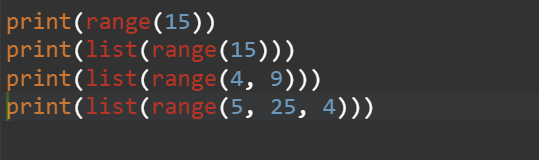 print(range(15))
print(list(range(15)))
print(list(range(4, 9)))
print(list(range(5, 25, 4)))